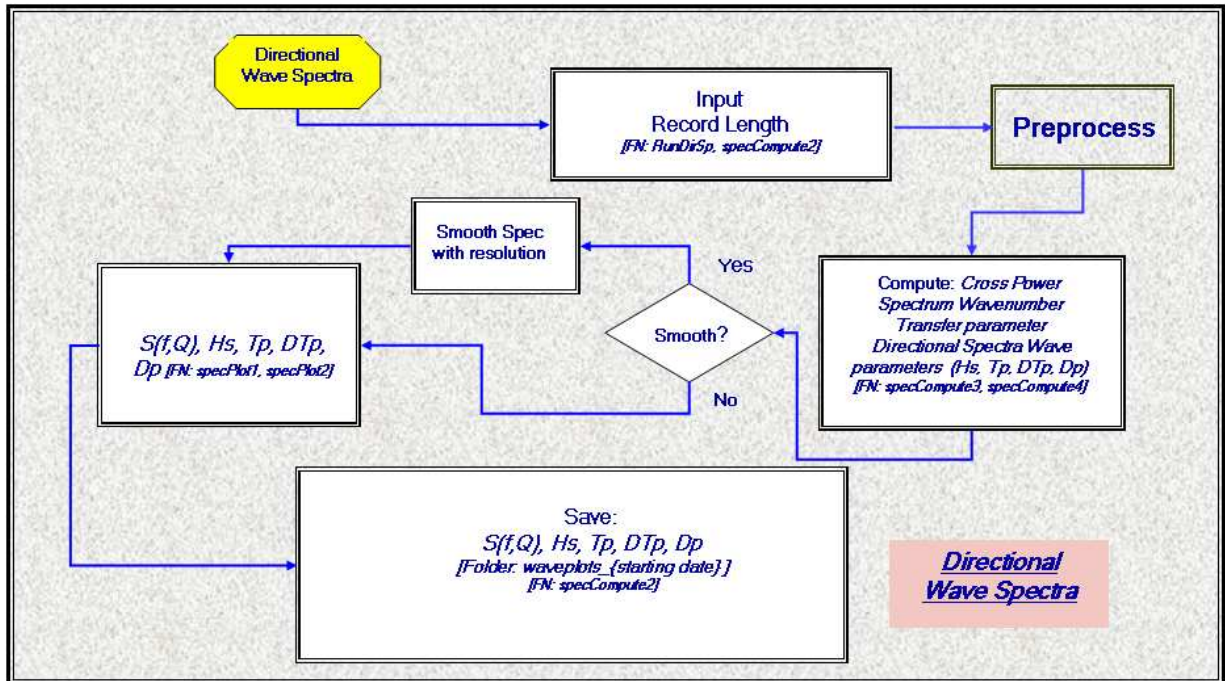 Directional
Wave Spectra
Input
Record Length
[FN: RunDirSp, specCompute2]
Preprocess
Compute: Cross Power
Spectrum Wavenumber
Transfer parameter
Directional Spectra Wave
parameters (Hs, Tp, DTp, Dp)
[FN: specCompute3, specCompute4]
Smooth?
Yes
No
Smooth Spec
with resolution
S(f,Q), Hs, Tp, DTp,
Dp [FN: specPlot1, specPlot2]
Save:
S(f,Q), Hs, Tp, DTp, Dp
[Folder: waveplots_{starting date} ]
[FN: specCompute2]
Directional
Wave Spectra